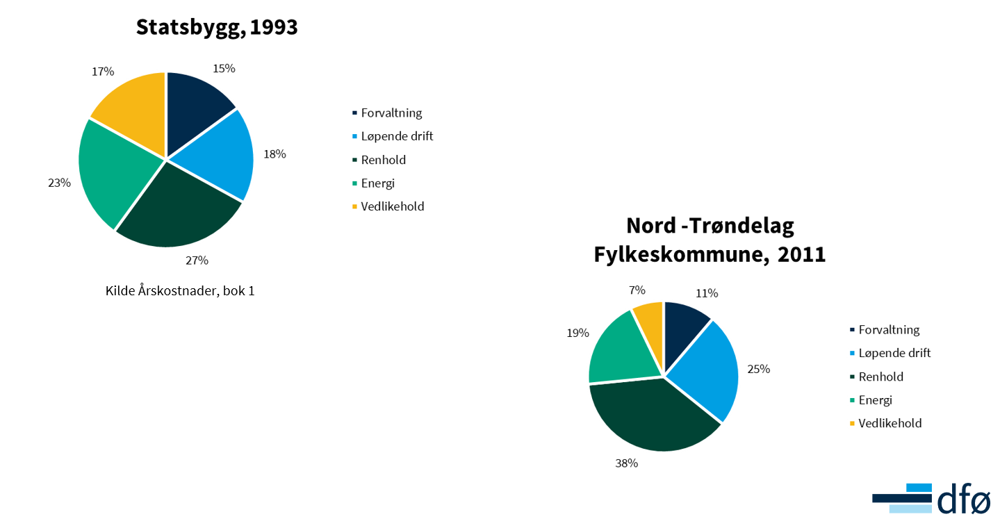 Statsbygg, 1993
17%
15%
18%
23%
27%
Forvaltning
Løpende drift
Renhold
Energi
Vedlikehold
Kilde Årskostnader, bok 1
Nord -Trøndelag
Fylkeskommune, 2011
7%
11%
19%
25%
38%
Forvaltning
Løpende drift
Renhold
Energi
Vedlikehold
dfø